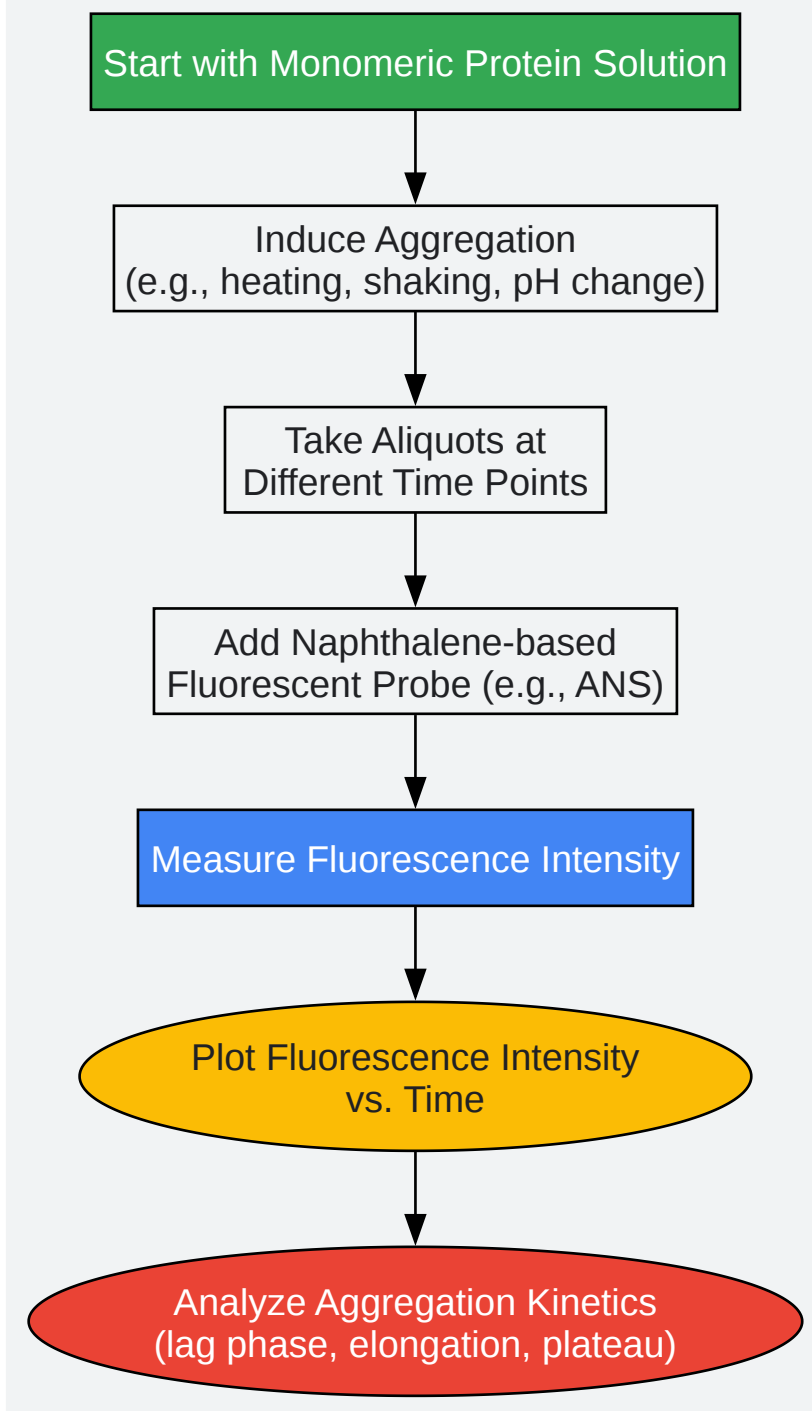 Start with Monomeric Protein Solution
Induce Aggregation
(e.g., heating, shaking, pH change)
Take Aliquots at
Different Time Points
Add Naphthalene-based
Fluorescent Probe (e.g., ANS)
Measure Fluorescence Intensity
Plot Fluorescence Intensity
vs. Time
Analyze Aggregation Kinetics
(lag phase, elongation, plateau)